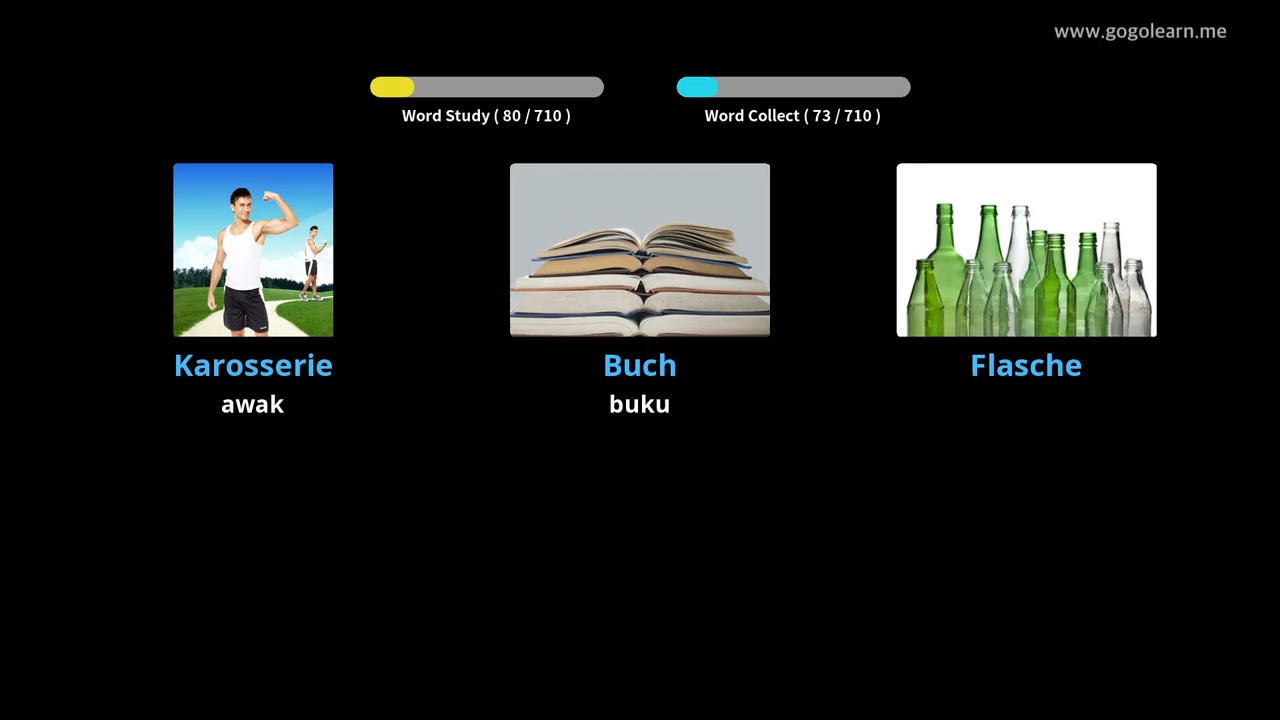 www.gogolearn.me
Word Study ( 80 / 710 )
Word Collect ( 73 / 710 )
Karosserie
awak
Buch
buku
Flasche